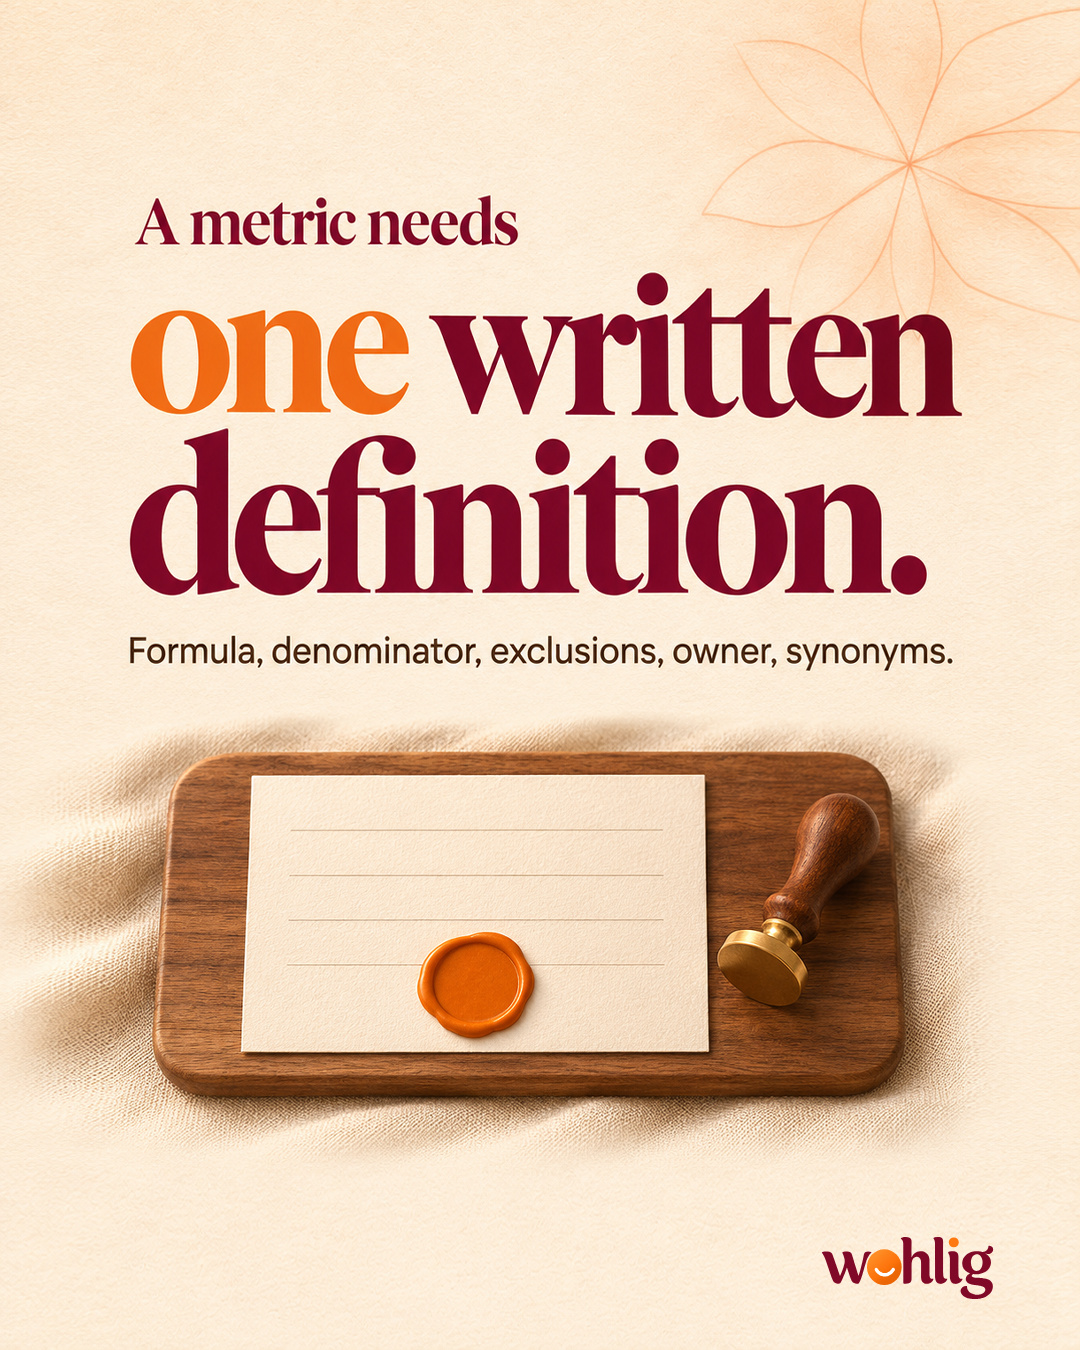 A metric needs
one written
definition.
Formula, denominator, exclusions, owner, synonyms.
wohlig